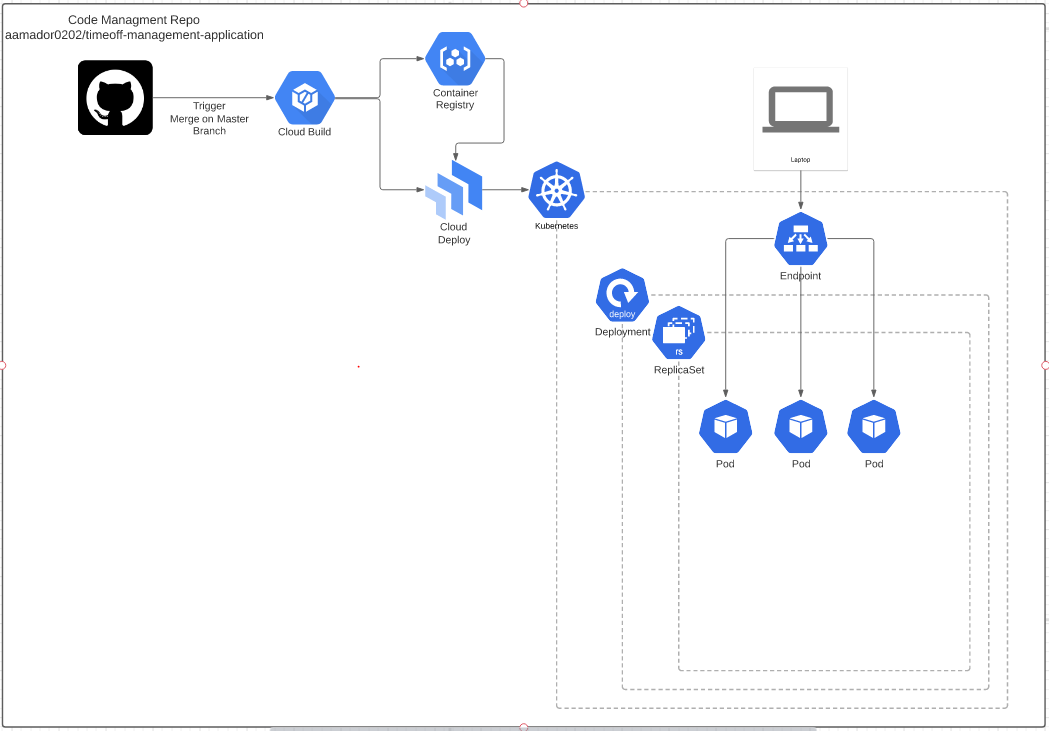 Code Managment Repo
aamador0202/timeoff-management-application
Trigger
Merge on Master
Branch
Cloud Build
Container
Registry
Cloud
Deploy
Kubernetes
Laptop
Endpoint
deploy
Deployment
rs
ReplicaSet
Pod
Pod
Pod